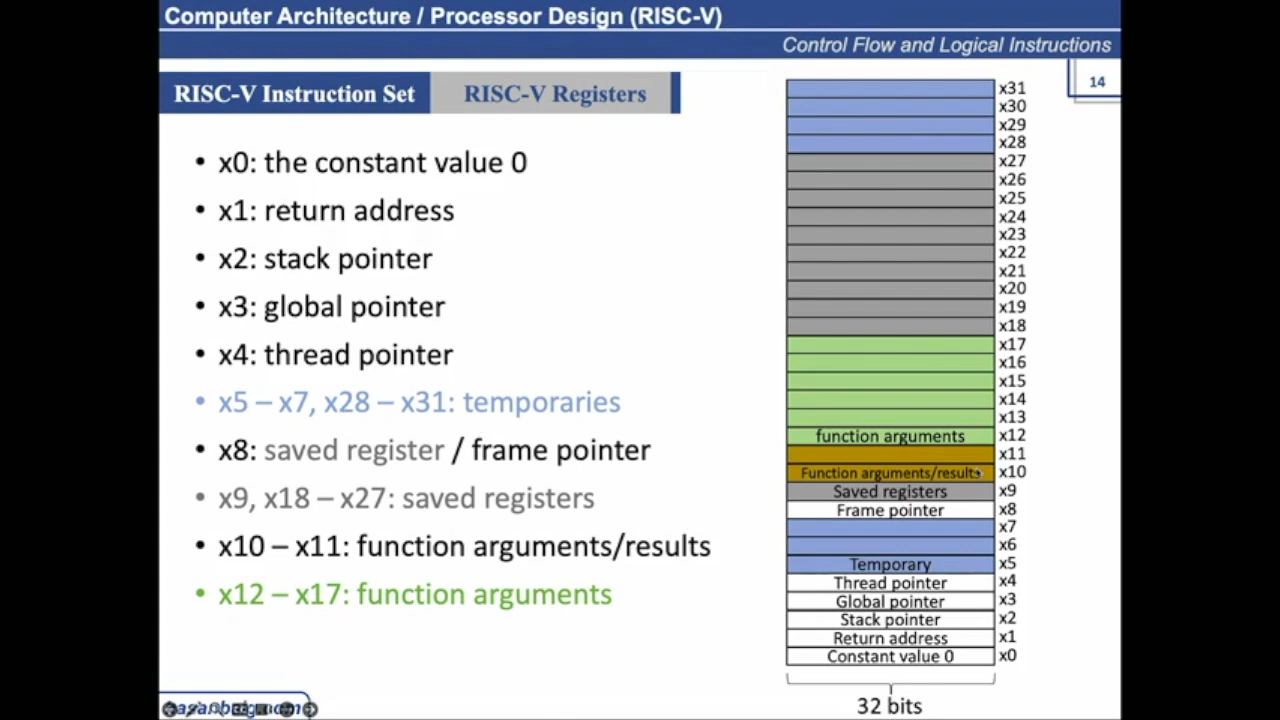 Computer Architecture / Processor Design (RISC-V)
Control Flow and Logical Instructions
14
RISC-V Instruction Set
RISC-V Registers
• x0: the constant value 0
• x1: return address
• x2: stack pointer
• x3: global pointer
• x4: thread pointer
• x5 – x7, x28 – x31: temporaries
• x8: saved register / frame pointer
• x9, x18 – x27: saved registers
• x10 – x11: function arguments/results
• x12 – x17: function arguments
x31
x30
x29
x28
x27
x26
x25
x24
x23
x22
x21
x20
x19
x18
x17
x16
x15
x14
x13
function arguments x12
x11
Function arguments/results x10
Saved registers x9
Frame pointer x8
x7
x6
Temporary x5
Thread pointer x4
Global pointer x3
Stack pointer x2
Return address x1
Constant value 0 x0
32 bits